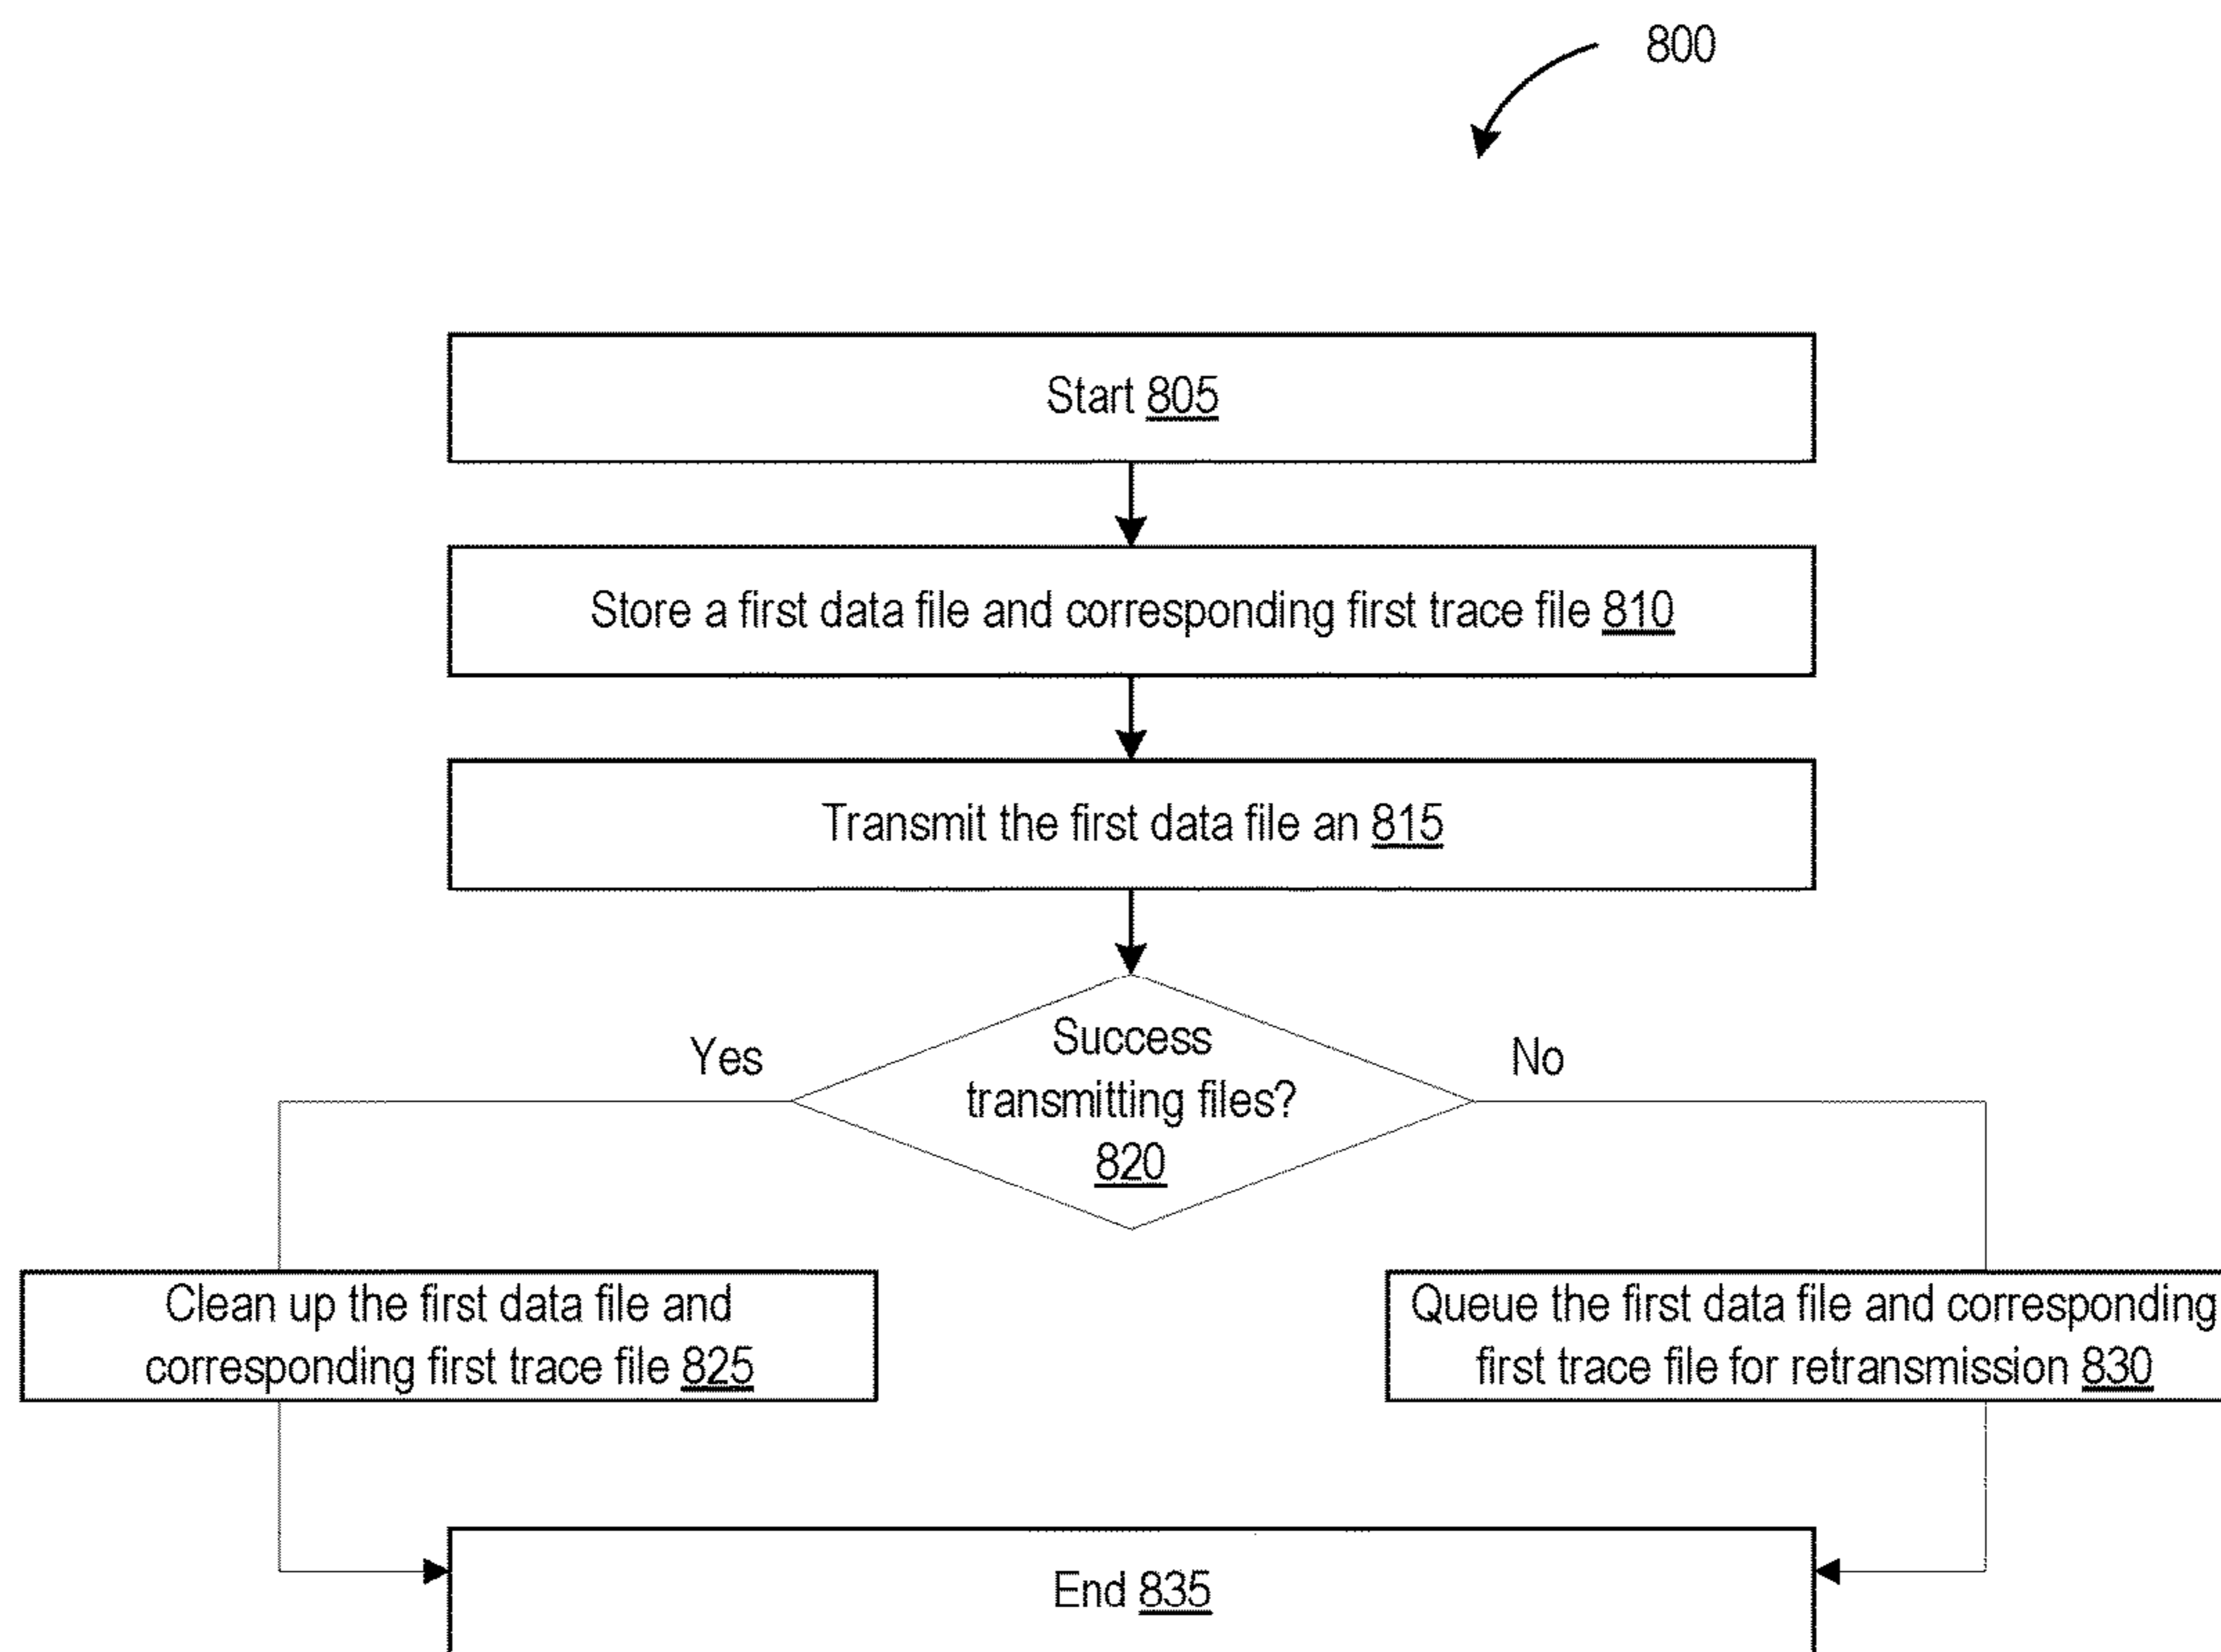 800
Start 805
Store a first data file and corresponding first trace file 810
Transmit the first data file an 815
Success
transmitting files?
820
Yes
No
Clean up the first data file and
corresponding first trace file 825
Queue the first data file and corresponding
first trace file for retransmission 830
End 835